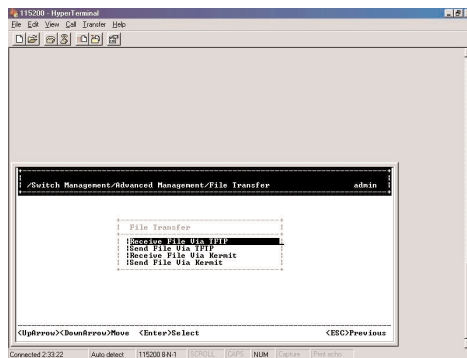 115200 - HyperTerminal
File Edit View Call Transfer Help
/Switch Management/Advanced Management/File Transfer admin
File Transfer
Receive File Via TFTP
Send File Via TFTP
Receive File Via Kermit
Send File Via Kermit
<UpArrow><DownArrow>Move <Enter>Select <ESC>Previous
Connected 2:33:22 Auto detect 115200 8-N-1 SCROLL CAPS NUM Capture Print echo